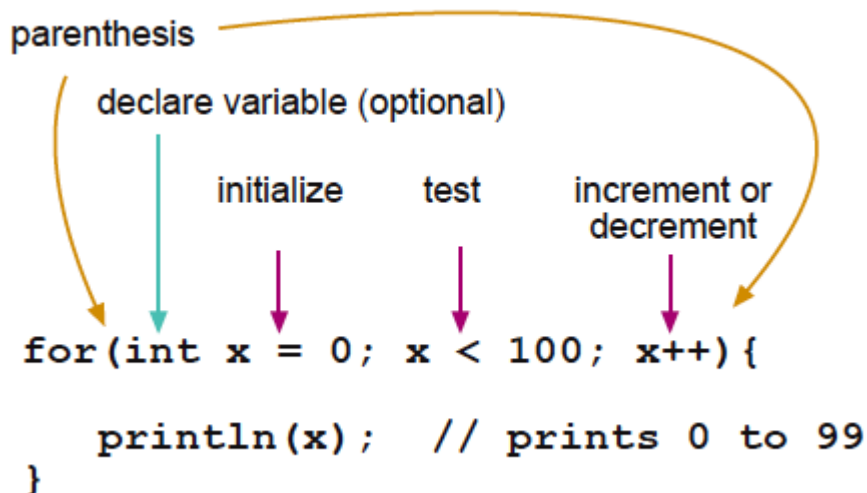 parenthesis
declare variable (optional)
initialize test increment or
decrement
for(int x = 0; x < 100; x++){
println(x); // prints 0 to 99
}